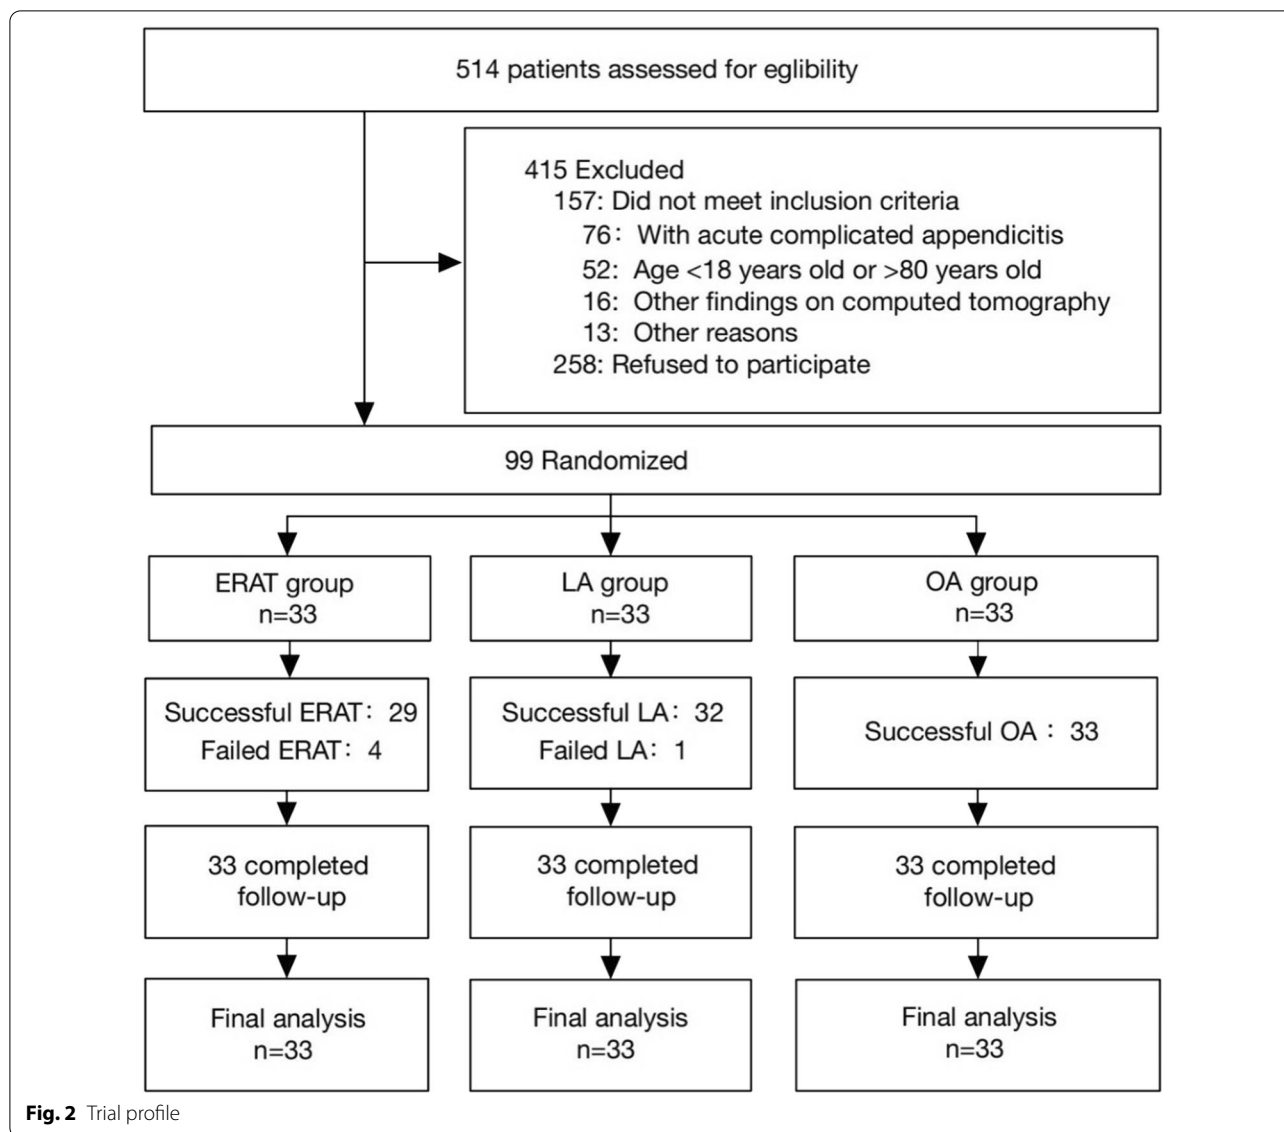 514 patients assessed for eglibility
415 Excluded
157: Did not meet inclusion criteria
76： With acute complicated appendicitis
52: Age <18 years old or >80 years old
16: Other findings on computed tomography
13: Other reasons
258: Refused to participate
99 Randomized
ERAT group
n=33
LA group
n=33
OA group
n=33
Successful ERAT： 29
Failed ERAT： 4
Successful LA： 32
Failed LA： 1
Successful OA： 33
33 completed
follow-up
33 completed
follow-up
33 completed
follow-up
Final analysis
n=33
Final analysis
n=33
Final analysis
n=33
Fig. 2 Trial profile